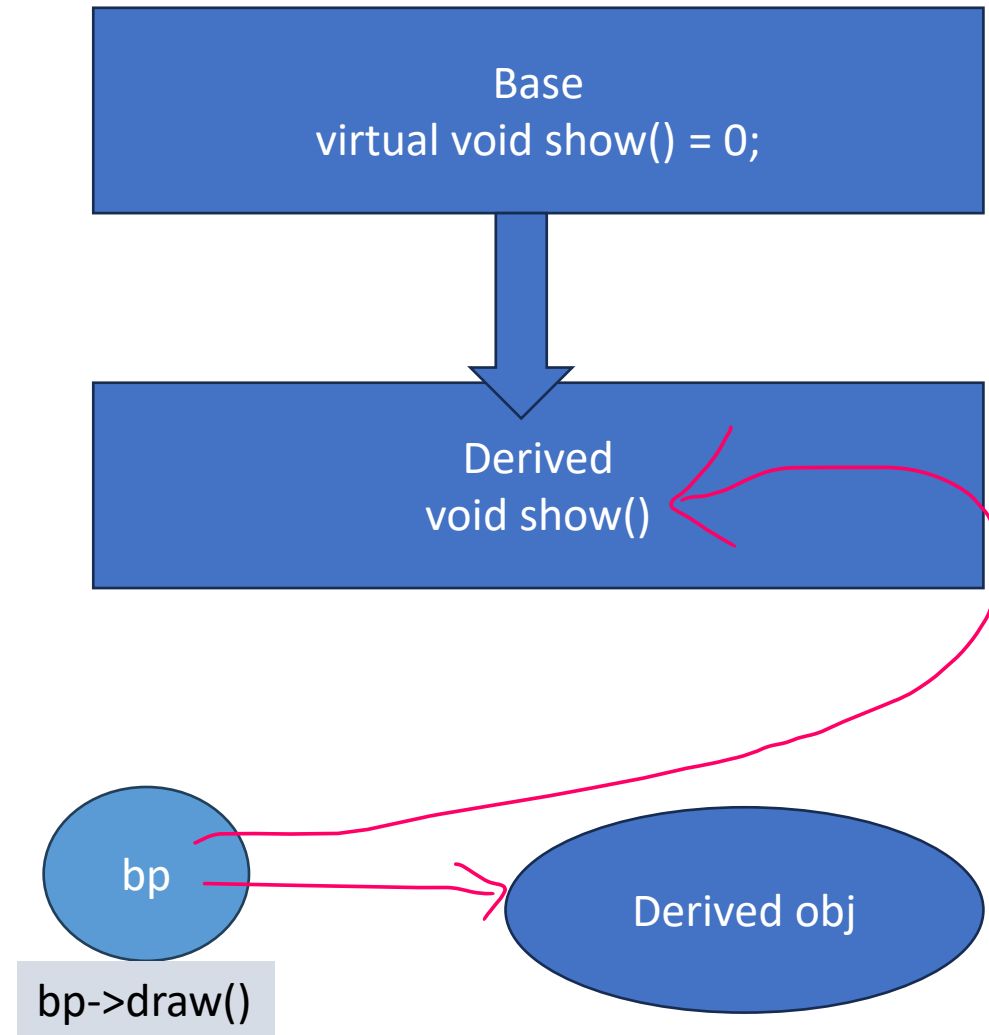 Base
virtual void show() = 0;
Derived
void show()
bp
Derived obj
bp->draw()